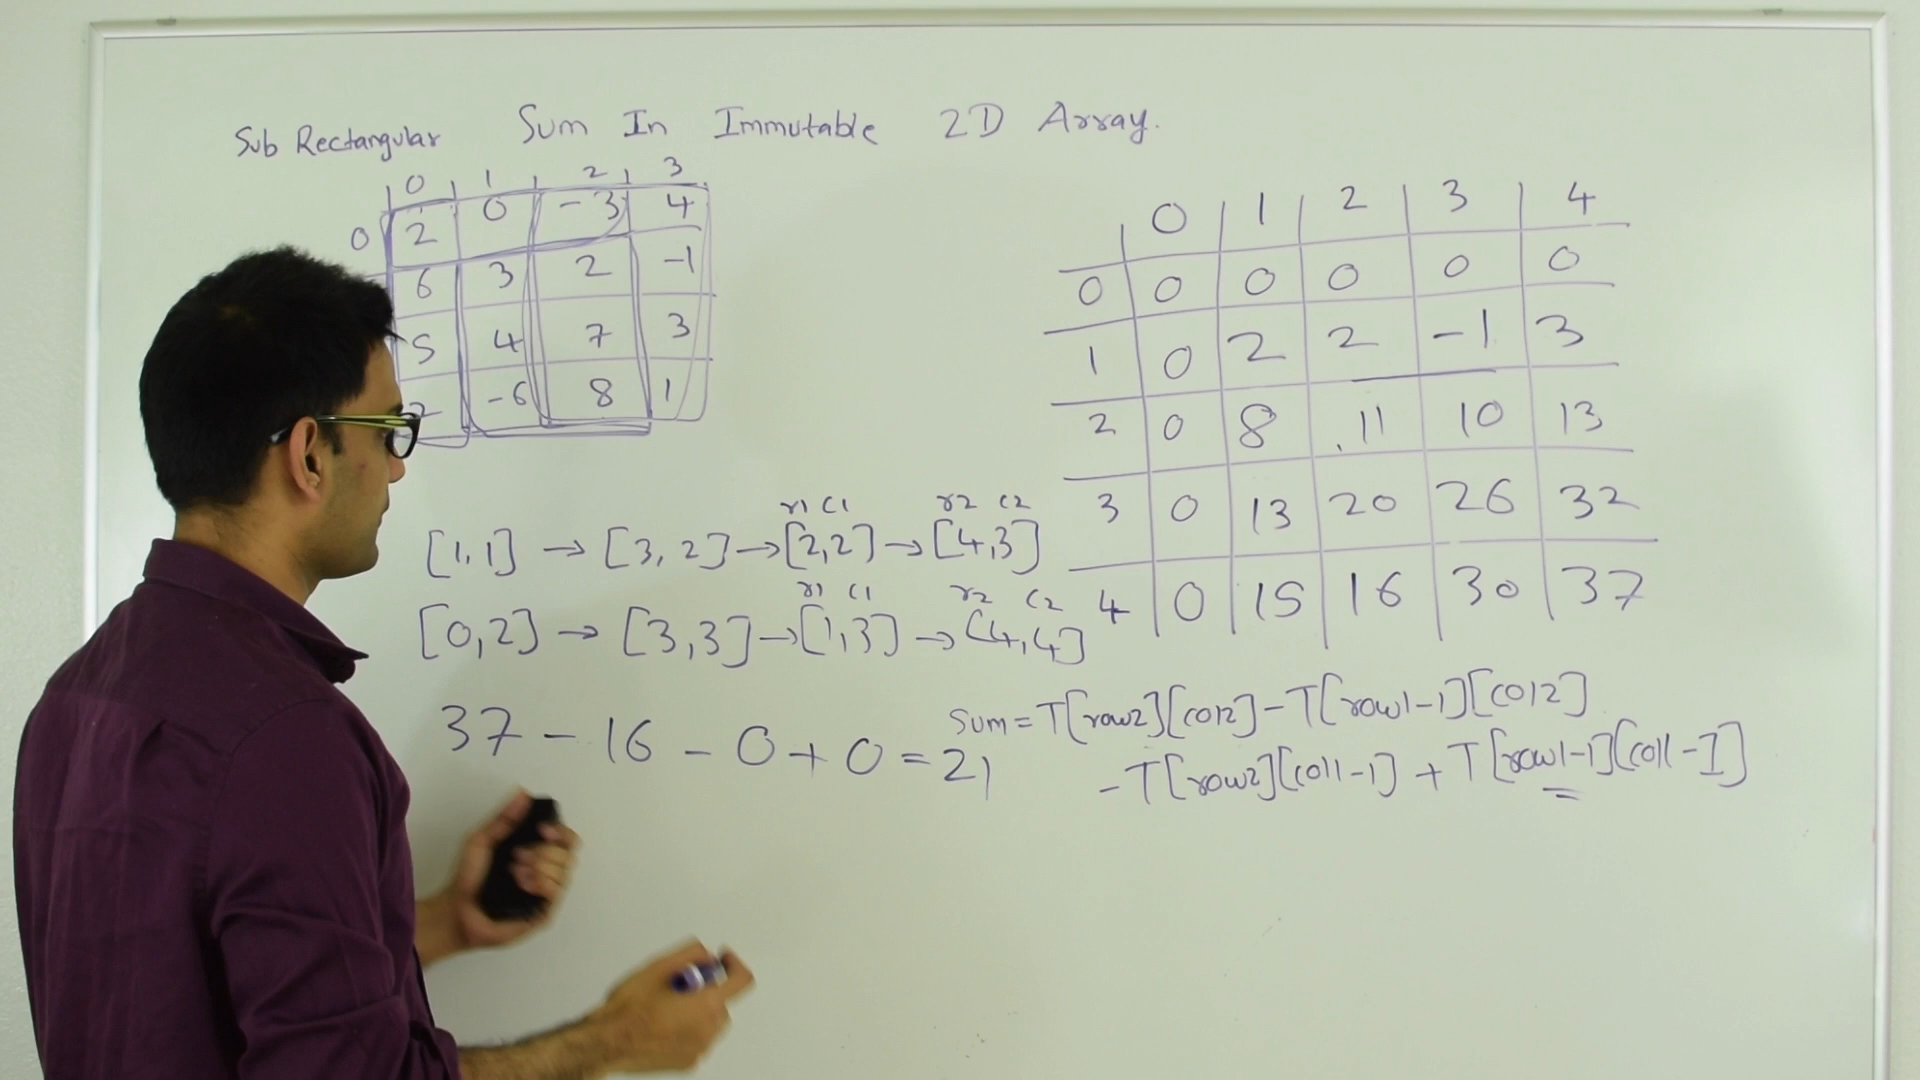 Sub Rectangular Sum In Immutable 2D Array.
0 1 2 3
0 2 0 -3 4
6 3 2 -1
5 4 7 3
2 -6 8 1
0 1 2 3 4
0 0 0 0 0 0
1 0 2 2 -1 3
2 0 8 11 10 13
3 0 13 20 26 32
4 0 15 16 30 37
r1 c1 r2 c2
[1,1] → [3,2] → [2,2] → [4,3]
r1 c1 r2 c2
[0,2] → [3,3] → [1,3] → [4,4]
37 - 16 - 0 + 0 = 21
Sum = T[row2][col2] - T[row1-1][col2]
- T[row2][col1-1] + T[row1-1][col1-1]